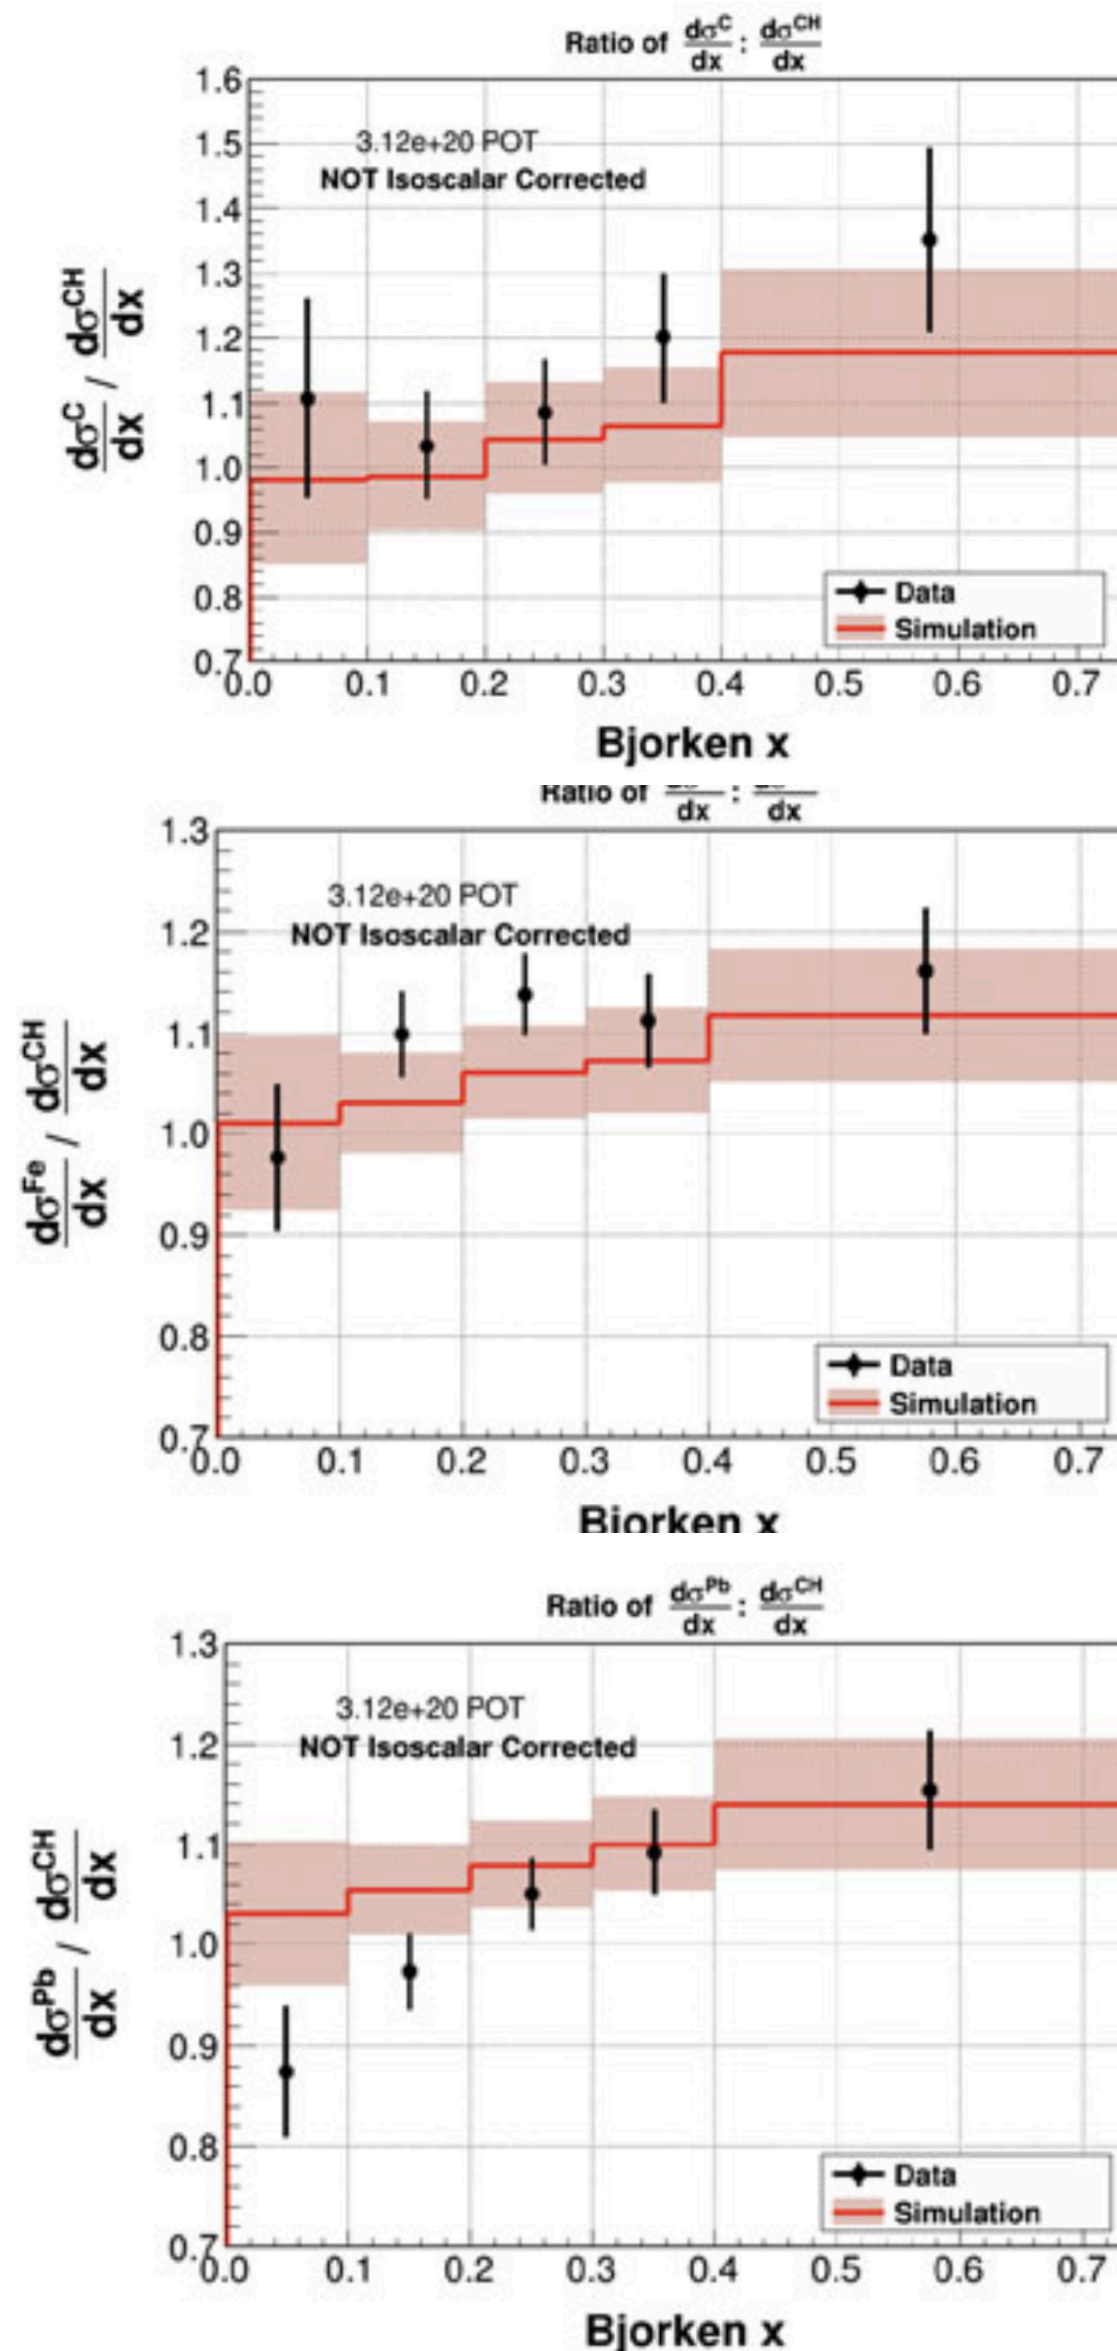 Ratio of dσ^C/dx : dσ^CH/dx
1.6
3.12e+20 POT
1.5
NOT Isoscalar Corrected
1.4
1.3
dσ^C/dx / dσ^CH/dx
1.2
1.1
1.0
0.9
0.8
Data
Simulation
0.7
0.0 0.1 0.2 0.3 0.4 0.5 0.6 0.7
Bjorken x
Ratio of dσ/dx : dσ/dx
1.3
3.12e+20 POT
1.2
NOT Isoscalar Corrected
1.1
dσ^Fe/dx / dσ^CH/dx
1.0
0.9
0.8
Data
Simulation
0.7
0.0 0.1 0.2 0.3 0.4 0.5 0.6 0.7
Bjorken x
Ratio of dσ^Pb/dx : dσ^CH/dx
1.3
3.12e+20 POT
1.2
NOT Isoscalar Corrected
1.1
dσ^Pb/dx / dσ^CH/dx
1.0
0.9
0.8
Data
Simulation
0.7
0.0 0.1 0.2 0.3 0.4 0.5 0.6 0.7
Bjorken x